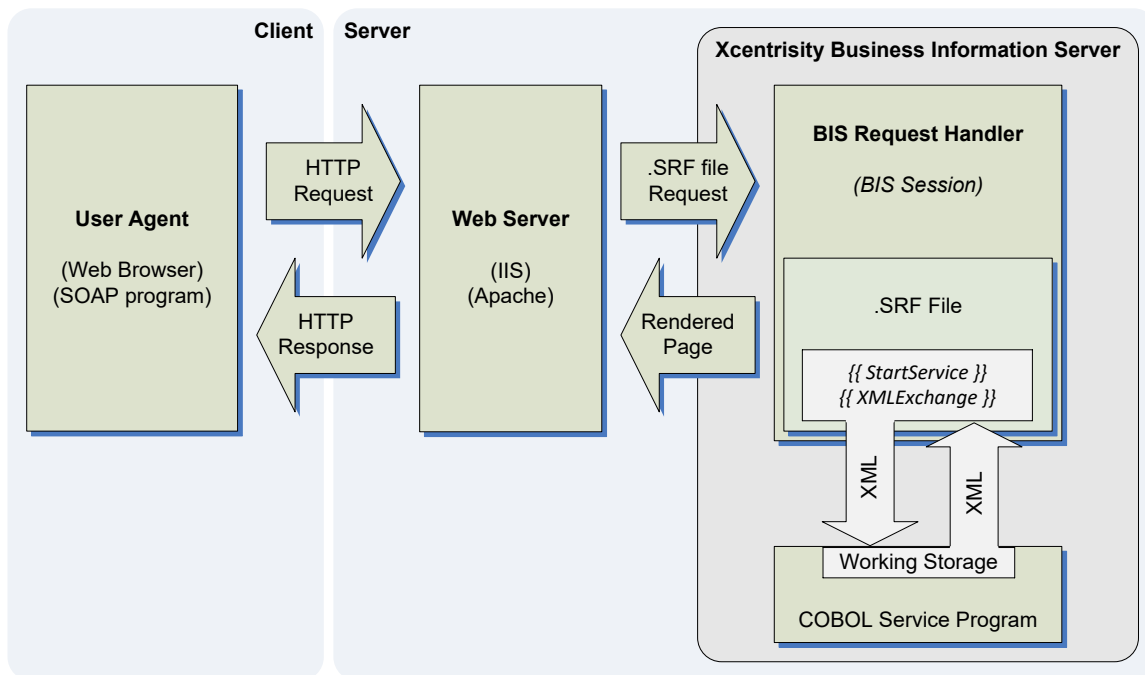 Client
Server
Xcentrisity Business Information Server
User Agent
(Web Browser)
(SOAP program)
HTTP
Request
HTTP
Response
Web Server
(IIS)
(Apache)
.SRF file
Request
Rendered
Page
BIS Request Handler
(BIS Session)
.SRF File
{{ StartService }}
{{ XMLExchange }}
XML
XML
Working Storage
COBOL Service Program